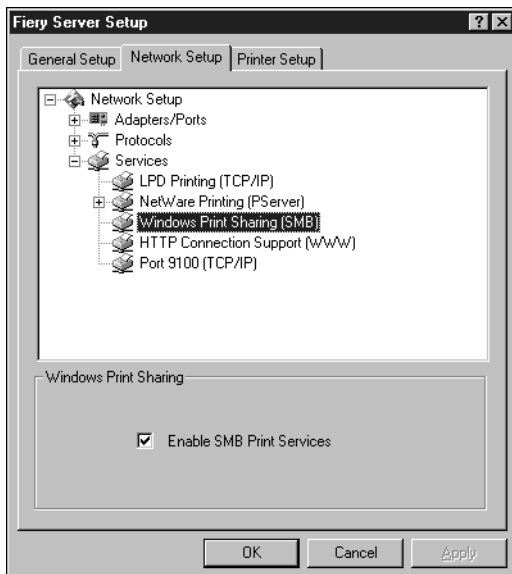 Fiery Server Setup
General Setup Network Setup Printer Setup
Network Setup
Adapters/Ports
Protocols
Services
LPD Printing (TCP/IP)
NetWare Printing (PServer)
Windows Print Sharing (SMB)
HTTP Connection Support (WWW)
Port 9100 (TCP/IP)
Windows Print Sharing
Enable SMB Print Services
OK Cancel Apply